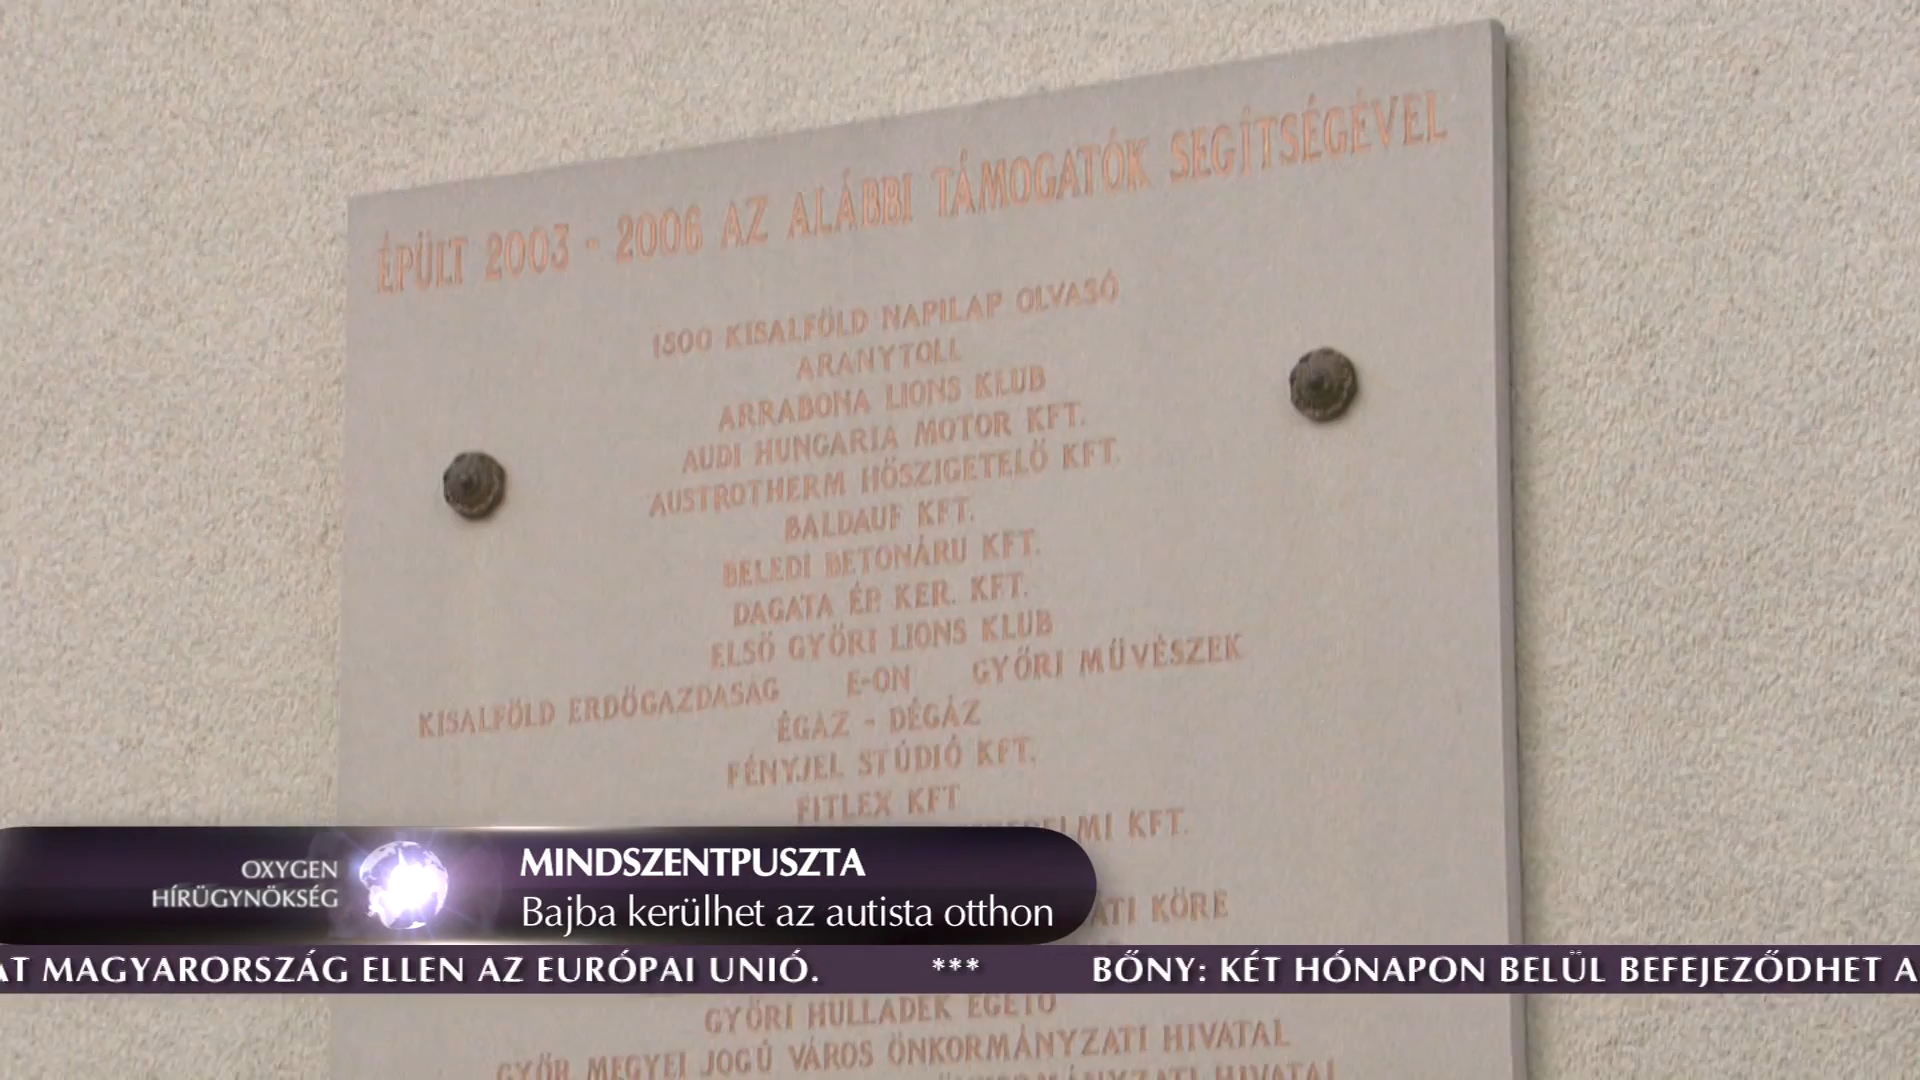 ÉPÜLT 2003 - 2006 AZ ALÁBBI TÁMOGATÓK SEGÍTSÉGÉVEL
1500 KISALFÖLD NAPILAP OLVASÓ
ARANYTOLL
ARRABONA LIONS KLUB
AUDI HUNGARIA MOTOR KFT.
AUSTROTHERM HŐSZIGETELŐ KFT.
BALDAUF KFT.
BELEDI BETONÁRU KFT.
DAGATA ÉP. KER. KFT.
ELSŐ GYŐRI LIONS KLUB
KISALFÖLD ERDŐGAZDASAG E-ON GYŐRI MŰVÉSZEK
ÉGÁZ - DÉGÁZ
FÉNYJEL STÚDIÓ KFT.
FITLEX KFT
KFT.
KÖRE
OXYGEN
HÍRÜGYNÖKSÉG
MINDSZENTPUSZTA
Bajba kerülhet az autista otthon
AT MAGYARORSZÁG ELLEN AZ EURÓPAI UNIÓ. *** BŐNY: KÉT HÓNAPON BELÜL BEFEJEZŐDHET A
GYŐRI HULLADÉK ÉGETŐ
GYŐR MEGYEI JOGÚ VÁROS ÖNKORMÁNYZATI HIVATAL